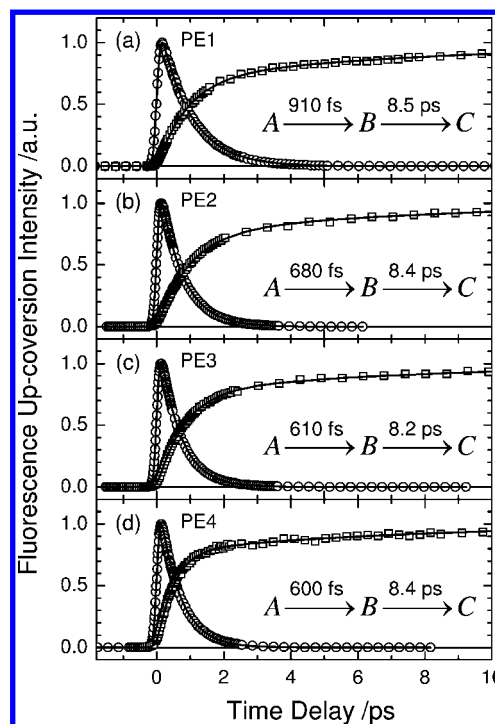 Fluorescence Up-coversion Intensity /a.u.
(a) PE1
1.0
0.5
0.0
A 910 fs B 8.5 ps C
(b) PE2
1.0
0.5
0.0
A 680 fs B 8.4 ps C
(c) PE3
1.0
0.5
0.0
A 610 fs B 8.2 ps C
(d) PE4
1.0
0.5
0.0
A 600 fs B 8.4 ps C
0 2 4 6 8 16
Time Delay /ps